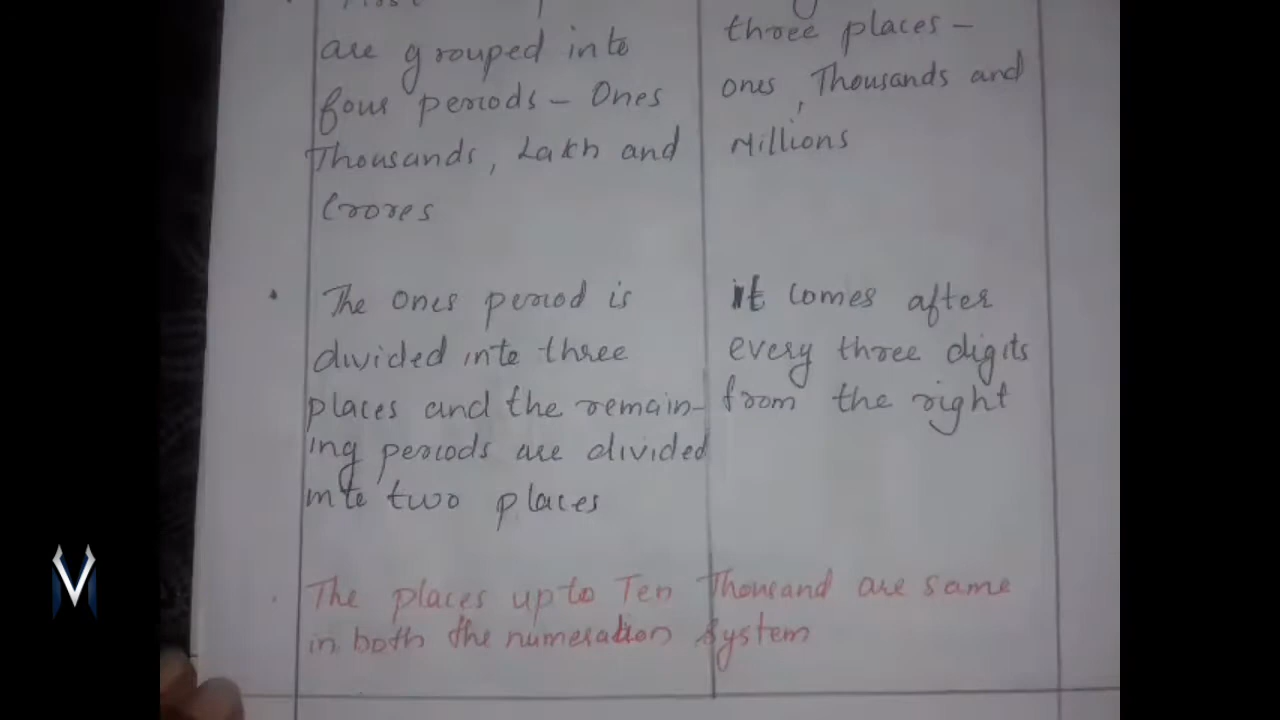 are grouped into
four periods - Ones
Thousands, Lakh and
Crores
The Ones period is
divided into three
places and the remain-
ing periods are divided
into two places
three places -
ones, Thousands and
Millions
it comes after
every three digits
from the right
The places upto Ten Thousand are same
in both the numeration system